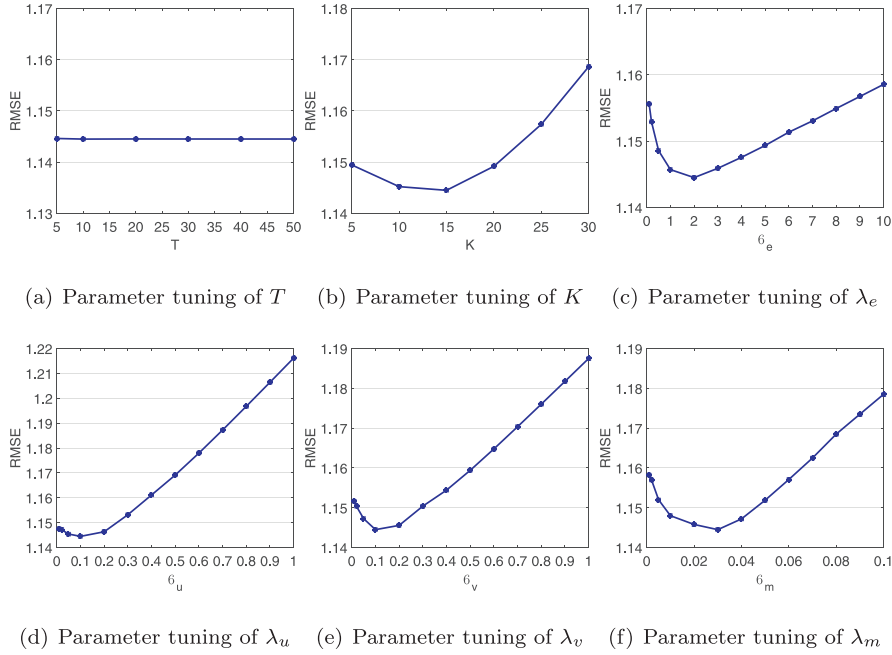 1.17
1.16
1.15
1.14
1.13
RMSE
5 10 15 20 25 30 35 40 45 50
T
(a) Parameter tuning of T
1.18
1.17
1.16
1.15
1.14
RMSE
5 10 15 20 25 30
K
(b) Parameter tuning of K
1.17
1.16
1.15
1.14
RMSE
0 1 2 3 4 5 6 7 8 9 10
6e
(c) Parameter tuning of λe
1.22
1.21
1.2
1.19
1.18
1.17
1.16
1.15
1.14
RMSE
0 0.1 0.2 0.3 0.4 0.5 0.6 0.7 0.8 0.9 1
6u
(d) Parameter tuning of λu
1.19
1.18
1.17
1.16
1.15
1.14
RMSE
0 0.1 0.2 0.3 0.4 0.5 0.6 0.7 0.8 0.9 1
6v
(e) Parameter tuning of λv
1.19
1.18
1.17
1.16
1.15
1.14
RMSE
0 0.02 0.04 0.06 0.08 0.1
6m
(f) Parameter tuning of λm